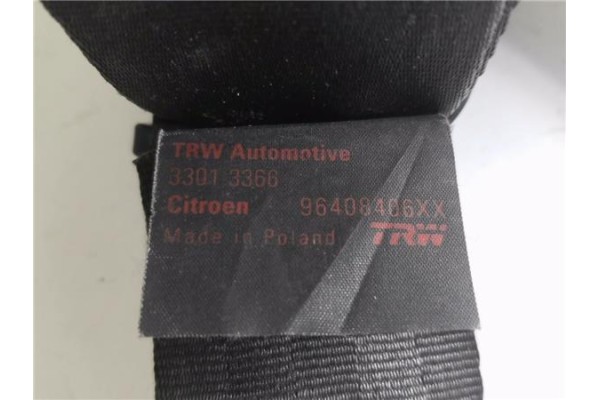 TRW Automotive
3301 3366
Citroen 96408406XX
Made in Poland TRW